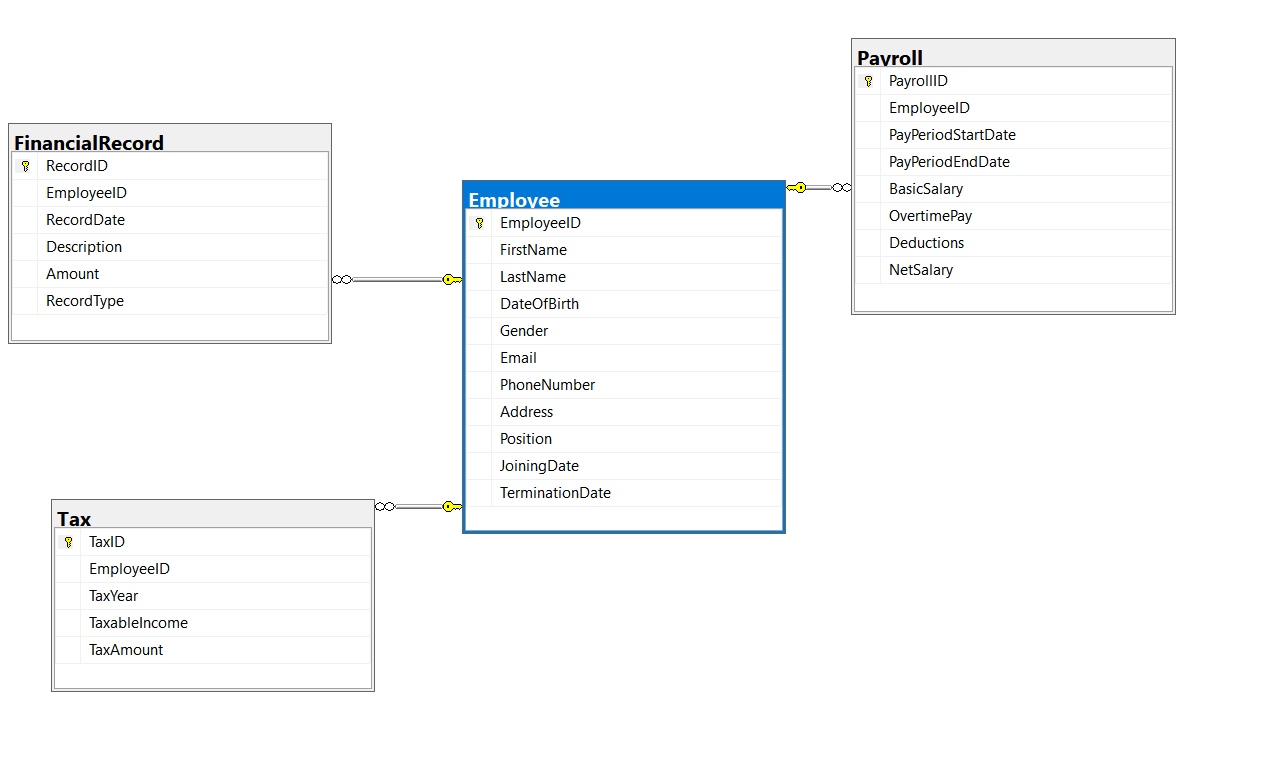 Payroll
PayrollID
EmployeeID
PayPeriodStartDate
PayPeriodEndDate
BasicSalary
OvertimePay
Deductions
NetSalary
FinancialRecord
RecordID
EmployeeID
RecordDate
Description
Amount
RecordType
Employee
EmployeeID
FirstName
LastName
DateOfBirth
Gender
Email
PhoneNumber
Address
Position
JoiningDate
TerminationDate
Tax
TaxID
EmployeeID
TaxYear
TaxableIncome
TaxAmount